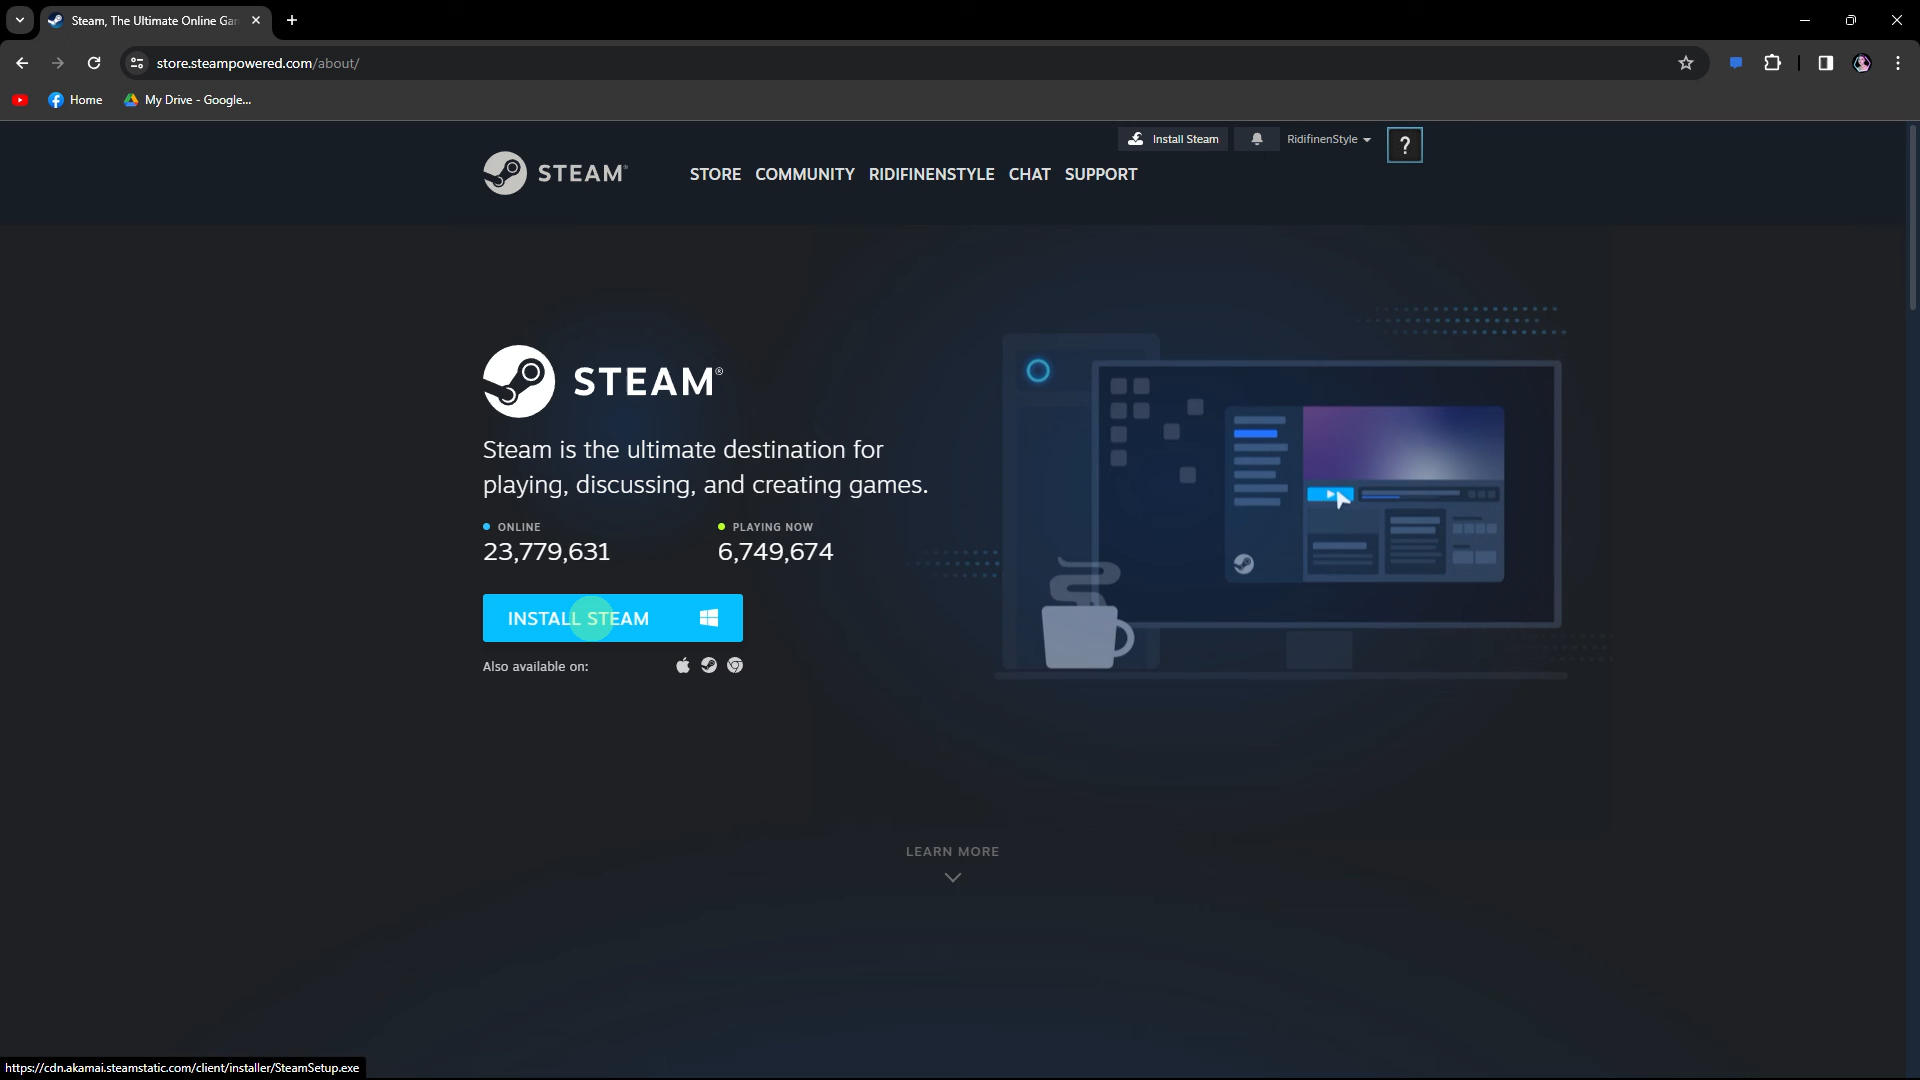 Steam, The Ultimate Online Gar
store.steampowered.com/about/
Home
My Drive - Google...
Install Steam
RidifinenStyle
?
STEAM®
STORE COMMUNITY RIDIFINENSTYLE CHAT SUPPORT
STEAM®
Steam is the ultimate destination for
playing, discussing, and creating games.
ONLINE
PLAYING NOW
23,779,631
6,749,674
INSTALL STEAM
Also available on:
LEARN MORE
https://cdn.akamai.steamstatic.com/client/installer/SteamSetup.exe